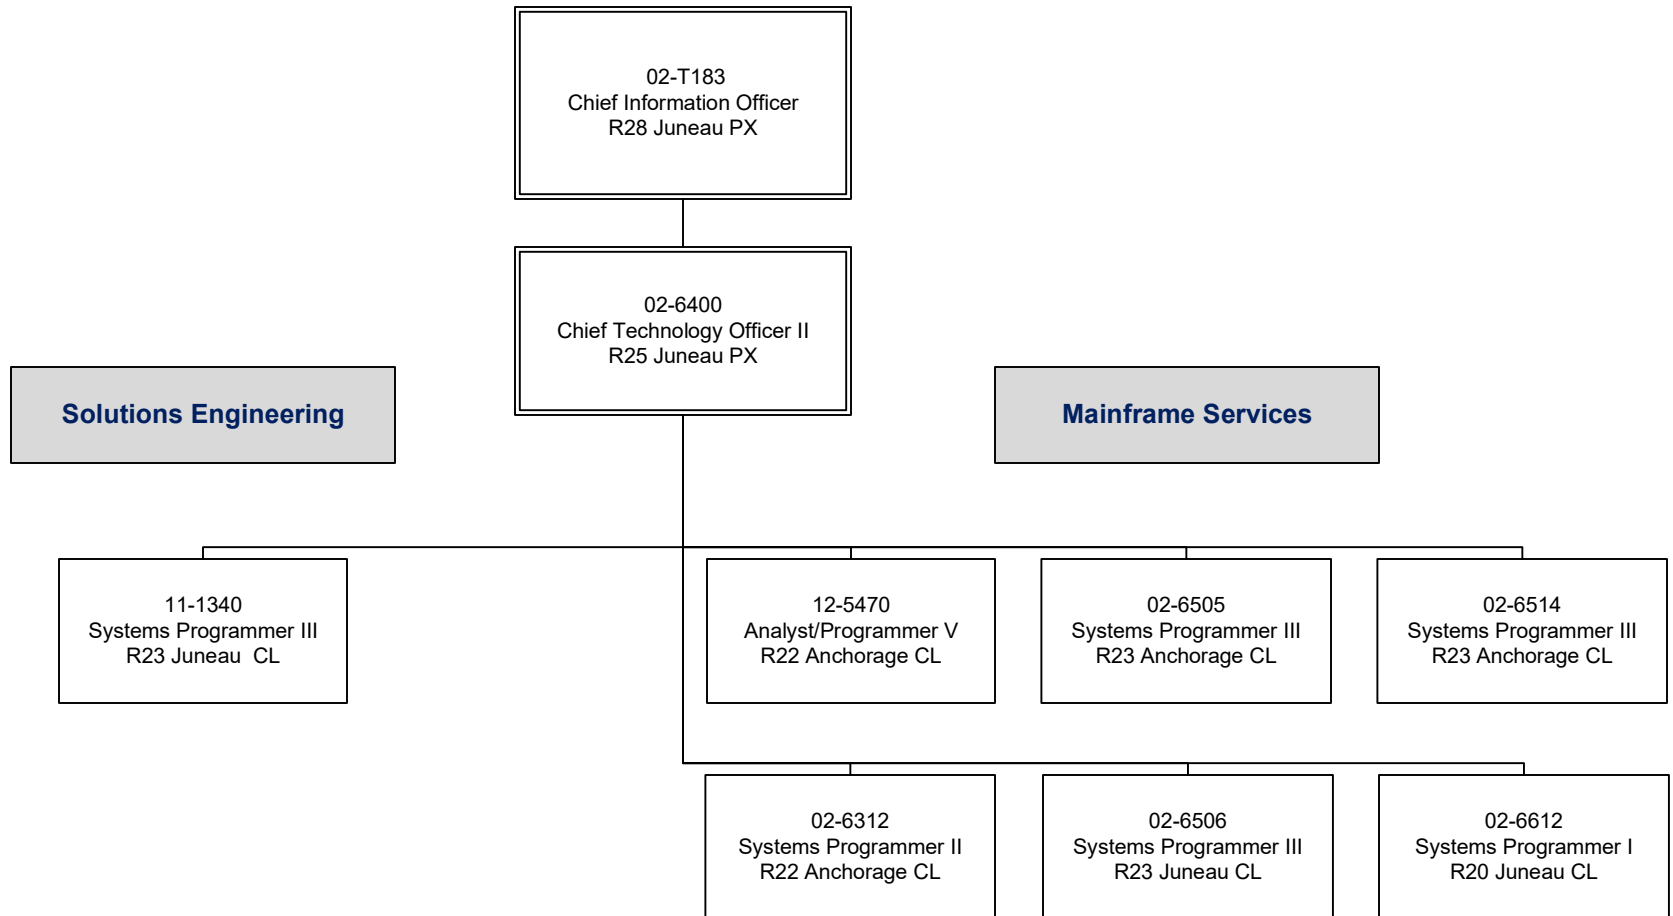 02-T183
Chief Information Officer
R28 Juneau PX
02-6400
Chief Technology Officer II
R25 Juneau PX
Solutions Engineering
Mainframe Services
11-1340
Systems Programmer III
R23 Juneau  CL
12-5470
Analyst/Programmer V
R22 Anchorage CL
02-6505
Systems Programmer III
R23 Anchorage CL
02-6514
Systems Programmer III
R23 Anchorage CL
02-6312
Systems Programmer II
R22 Anchorage CL
02-6506
Systems Programmer III
R23 Juneau CL
02-6612
Systems Programmer I
R20 Juneau CL